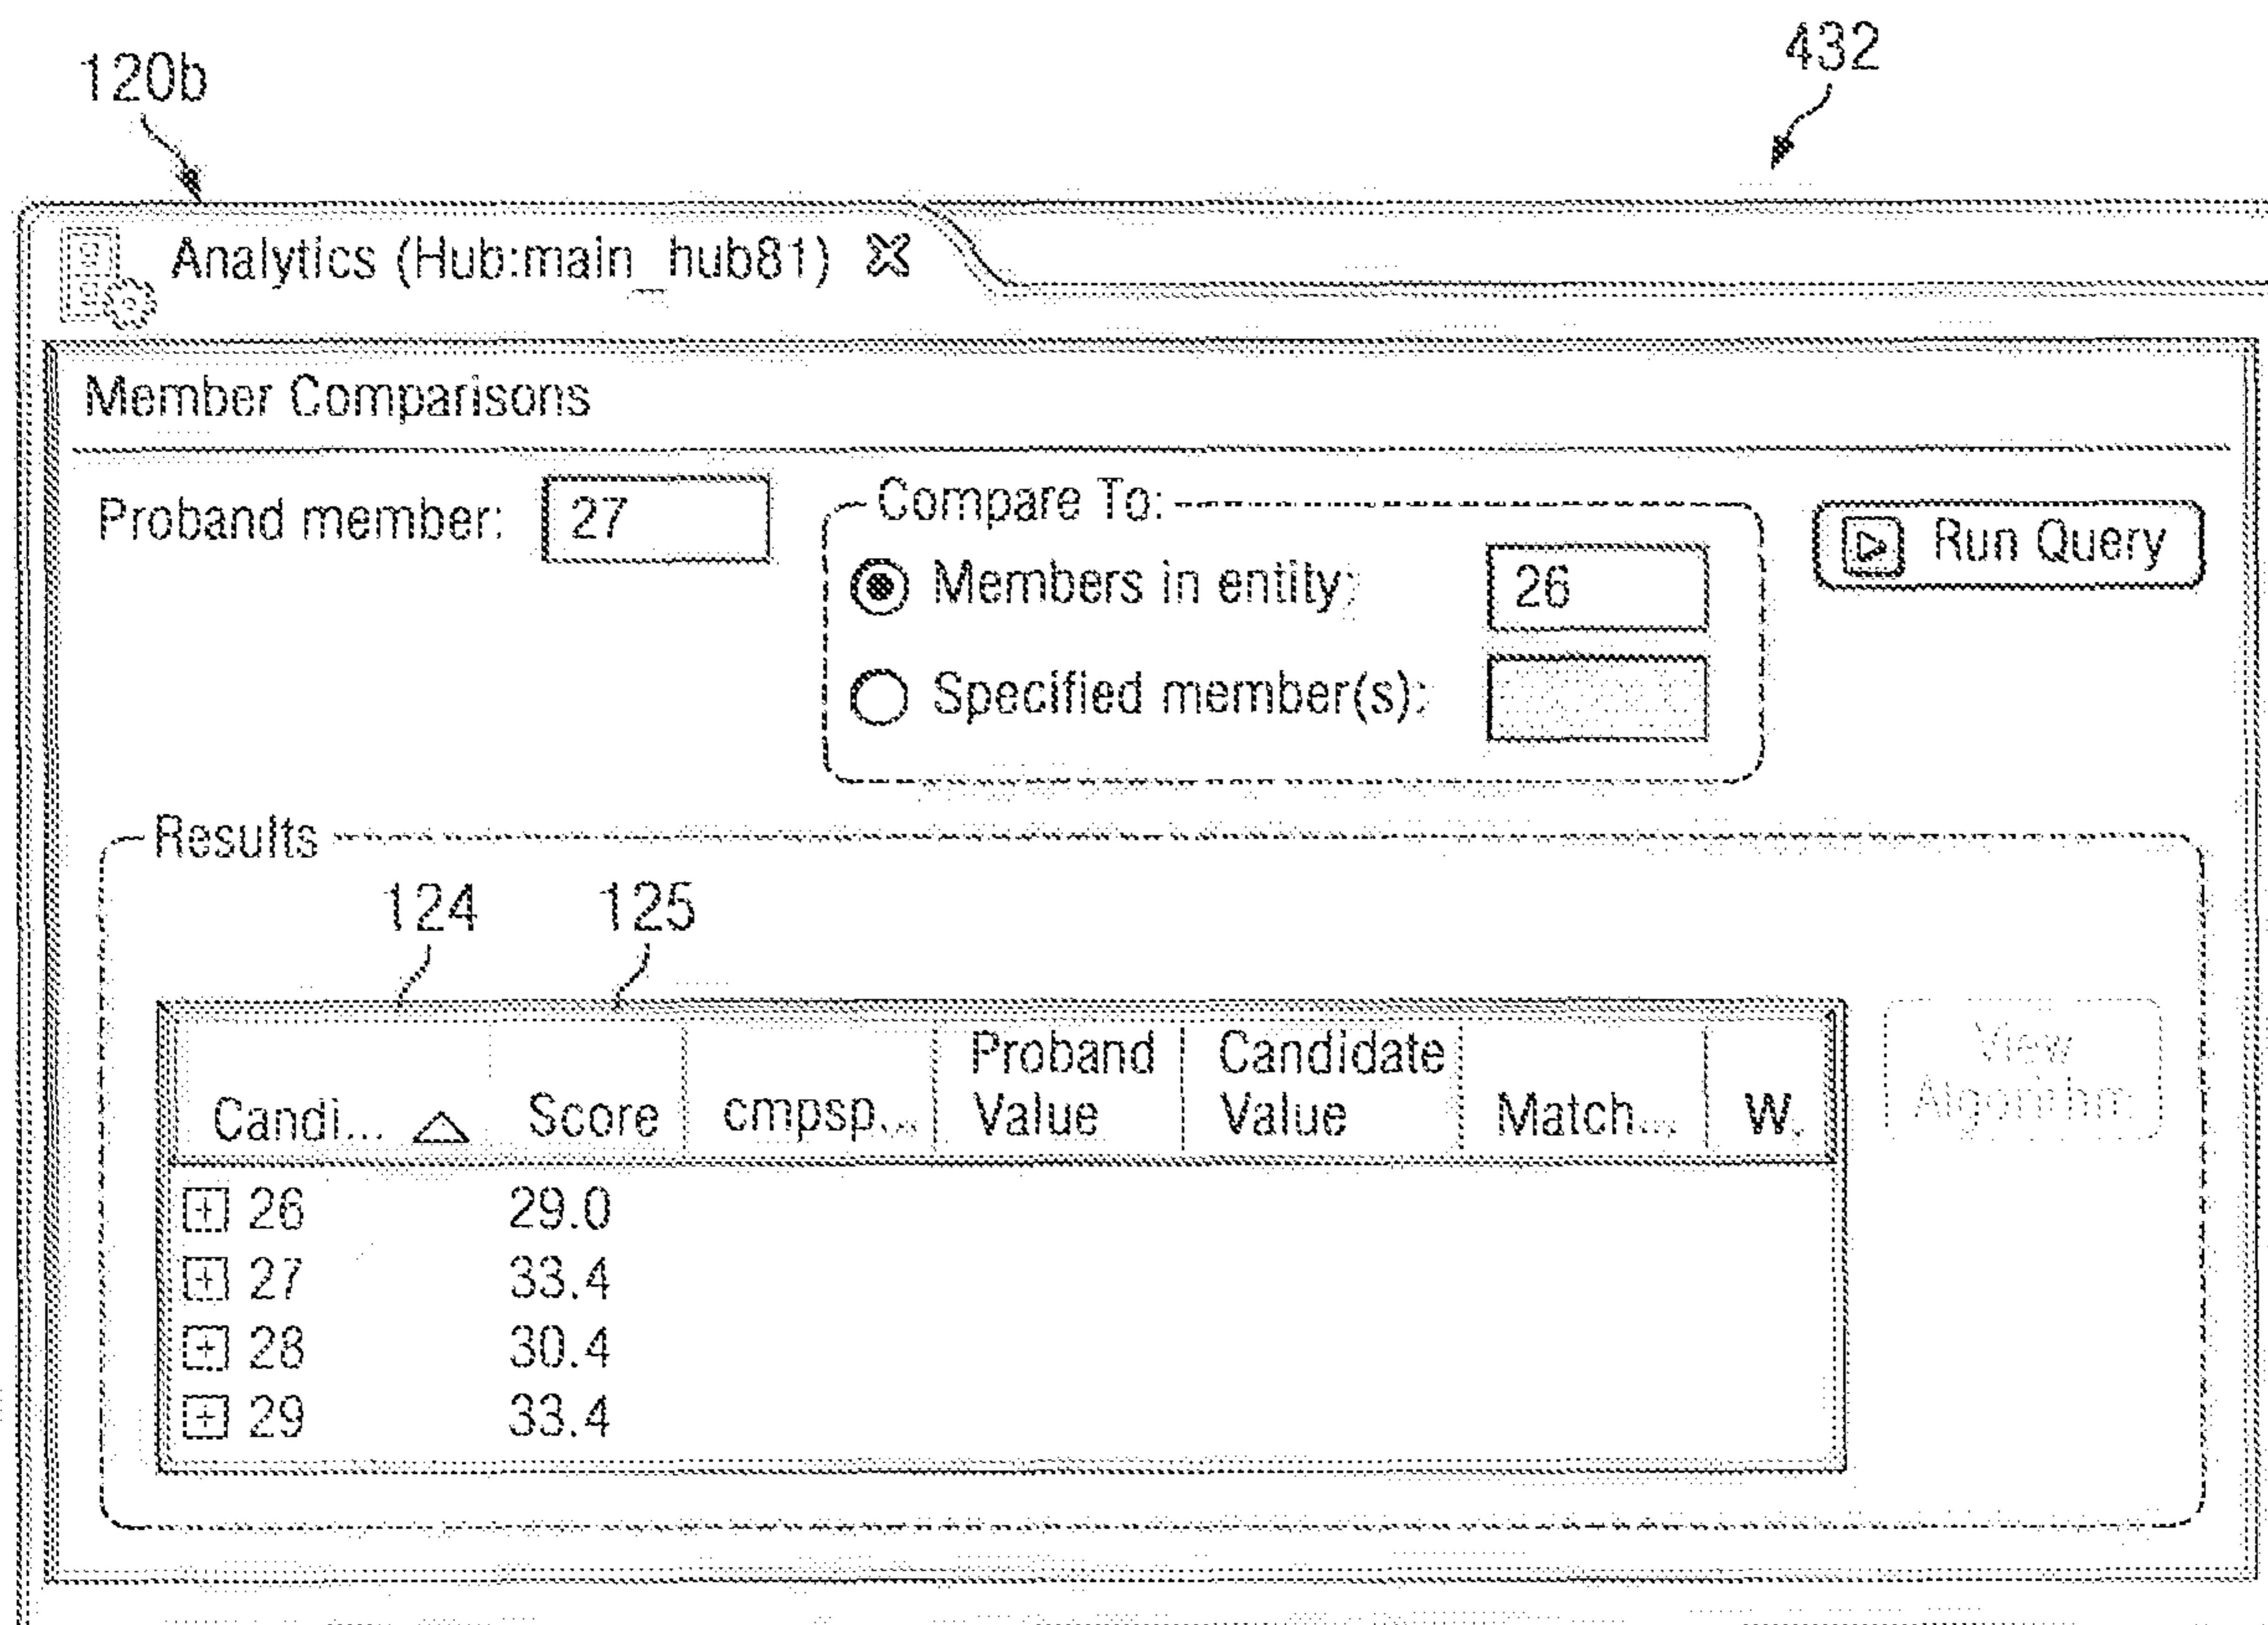 120b
432
Analytics (Hub:main_hub81)
Member Comparisons
Proband member: 27
Compare To:
Members in entity: 26
Specified member(s):
Run Query
Results
124 125
Candi... Score cmpsp... Proband Value Candidate Value Match... W.
View Algorithm
26 29.0
27 33.4
28 30.4
29 33.4